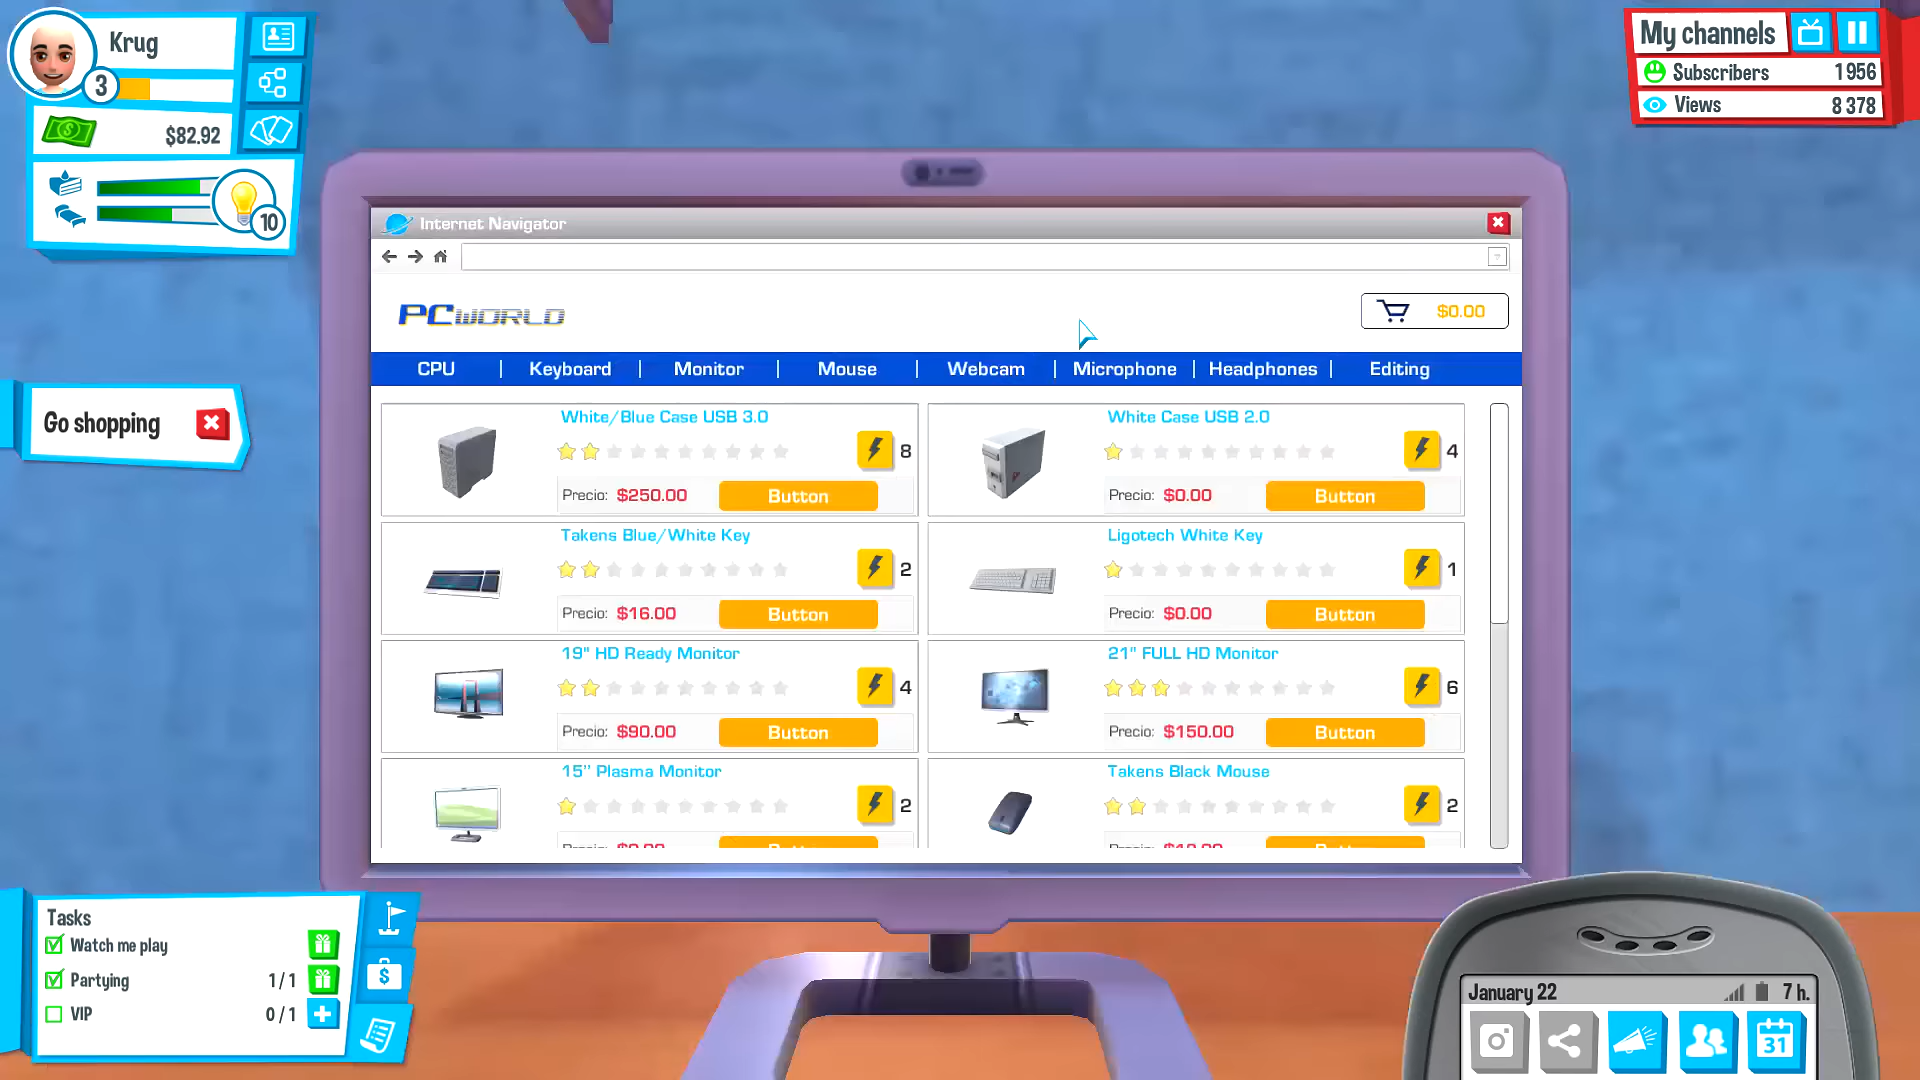 Krug
3
$82.92
10
My channels
Subscribers 1 956
Views 8 378
Internet Navigator
PCWORLD
$0.00
CPU Keyboard Monitor Mouse Webcam Microphone Headphones Editing
White/Blue Case USB 3.0
8
Precio: $250.00 Button
White Case USB 2.0
4
Precio: $0.00 Button
Takens Blue/White Key
2
Precio: $16.00 Button
Ligotech White Key
1
Precio: $0.00 Button
19" HD Ready Monitor
4
Precio: $90.00 Button
21" FULL HD Monitor
6
Precio: $150.00 Button
15" Plasma Monitor
2
Takens Black Mouse
2
Go shopping
Tasks
Watch me play
Partying 1/1
VIP 0/1
January 22 7 h.
31